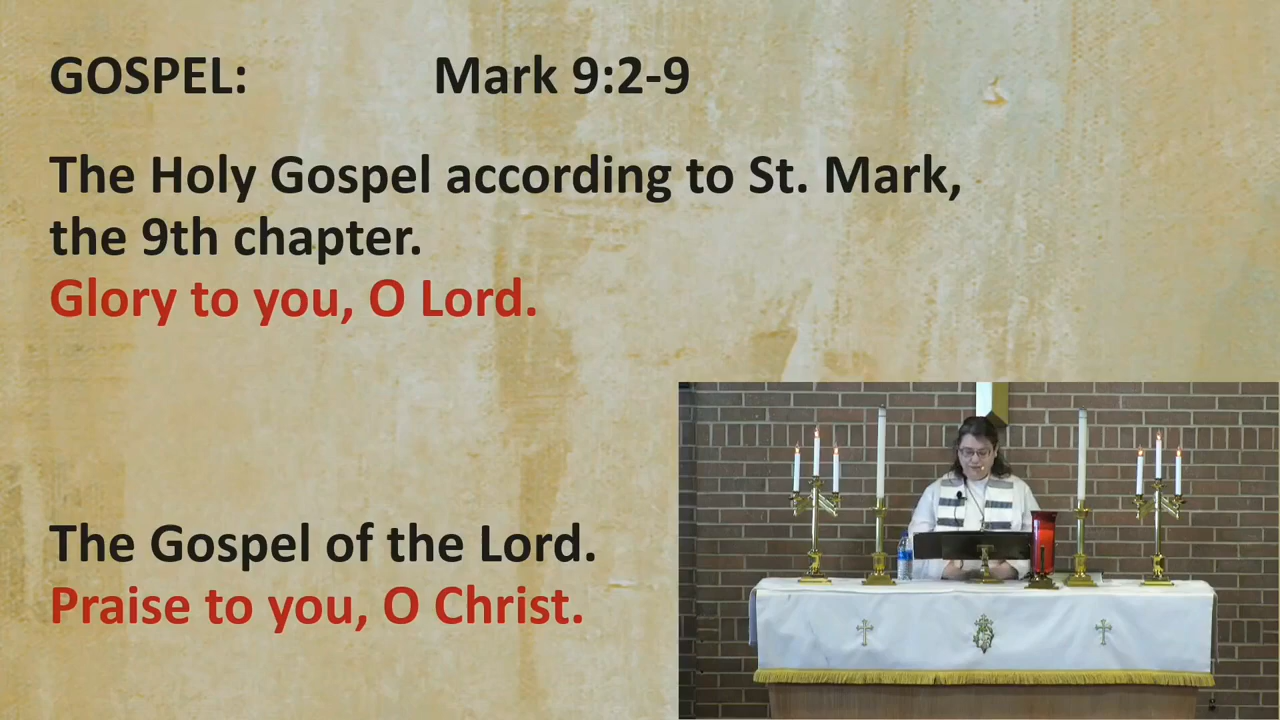 GOSPEL: Mark 9:2-9
The Holy Gospel according to St. Mark,
the 9th chapter.
Glory to you, O Lord.
The Gospel of the Lord.
Praise to you, O Christ.